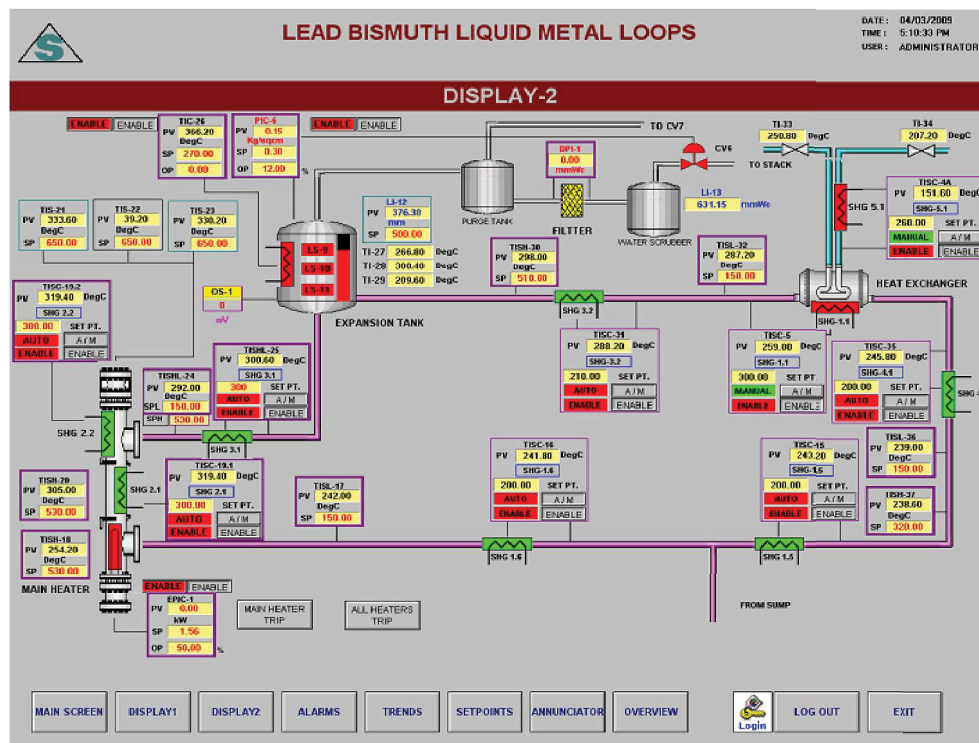 S
LEAD BISMUTH LIQUID METAL LOOPS
DATE : 04/03/2009
TIME : 5:10:33 PM
USER : ADMINISTRATOR
DISPLAY-2
ENABLE ENABLE
TIC-26
PV 366.20
DegC
SP 270.00
OP 0.00
PIC-6
PV 0.15
Kg/sqcm
SP 0.30
OP 12.00 %
ENABLE ENABLE
TO CV7
DPI-1
0.00
mmWc
CV6
TO STACK
TI-33
250.80 DegC
TI-34
207.20 DegC
TISC-4A
PV 151.60 DegC
SHG-5.1
260.00 SET PT.
MANUAL A / M
ENABLE ENABLE
SHG 5.1
PURGE TANK
FILTTER
WATER SCRUBBER
LI-13
631.15 mmWc
TIS-21
PV 333.60
DegC
SP 650.00
TIS-22
PV 39.20
DegC
SP 650.00
TIS-23
PV 330.20
DegC
SP 650.00
LI-12
PV 376.38
mm
SP 500.00
TI-27 266.80 DegC
TI-28 300.40 DegC
TI-29 209.60 DegC
LS-9
LS-10
LS-11
OS-1
0
mV
EXPANSION TANK
TISH-30
PV 298.00
DegC
SP 510.00
TISL-32
PV 287.20
DegC
SP 150.00
HEAT EXCHANGER
SHG-1.1
SHG 3.2
TISC-19.2
PV 319.40 DegC
SHG 2.2
300.00 SET PT.
AUTO A / M
ENABLE ENABLE
TISHL-24
PV 292.00
DegC
SPL 150.00
SPH 530.00
TISHL-25
PV 300.60 DegC
SHG 3.1
300 SET PT.
AUTO A / M
ENABLE ENABLE
TISC-31
PV 288.20 DegC
SHG-3.2
210.00 SET PT.
AUTO A / M
ENABLE ENABLE
TISC-5
PV 259.00 DegC
SHG-1.1
300.00 SET PT.
MANUAL A / M
ENABLE ENABLE
TISC-35
PV 245.80 DegC
SHG-4.1
200.00 SET PT.
AUTO A / M
ENABLE ENABLE
SHG 2.2
SHG 3.1
SHG 2.1
TISH-20
PV 305.00
DegC
SP 530.00
TISC-19.1
PV 319.40 DegC
SHG 2.1
300.00 SET PT.
AUTO A / M
ENABLE ENABLE
TISL-17
PV 242.00
DegC
SP 150.00
TISC-16
PV 241.80 DegC
SHG-1.6
200.00 SET PT.
AUTO A / M
ENABLE ENABLE
TISC-15
PV 243.20 DegC
SHG-1.5
200.00 SET PT.
AUTO A / M
ENABLE ENABLE
TISL-36
PV 239.00
DegC
SP 150.00
TISH-37
PV 238.60
DegC
SP 320.00
TISH-18
PV 254.20
DegC
SP 530.00
MAIN HEATER
SHG 1.6
SHG 1.5
FROM SUMP
ENABLE ENABLE
EPIC-1
PV 0.00
kW
SP 1.56
OP 50.00 %
MAIN HEATER
TRIP
ALL HEATERS
TRIP
MAIN SCREEN DISPLAY1 DISPLAY2 ALARMS TRENDS SETPOINTS ANNUNCIATOR OVERVIEW Login LOG OUT EXIT